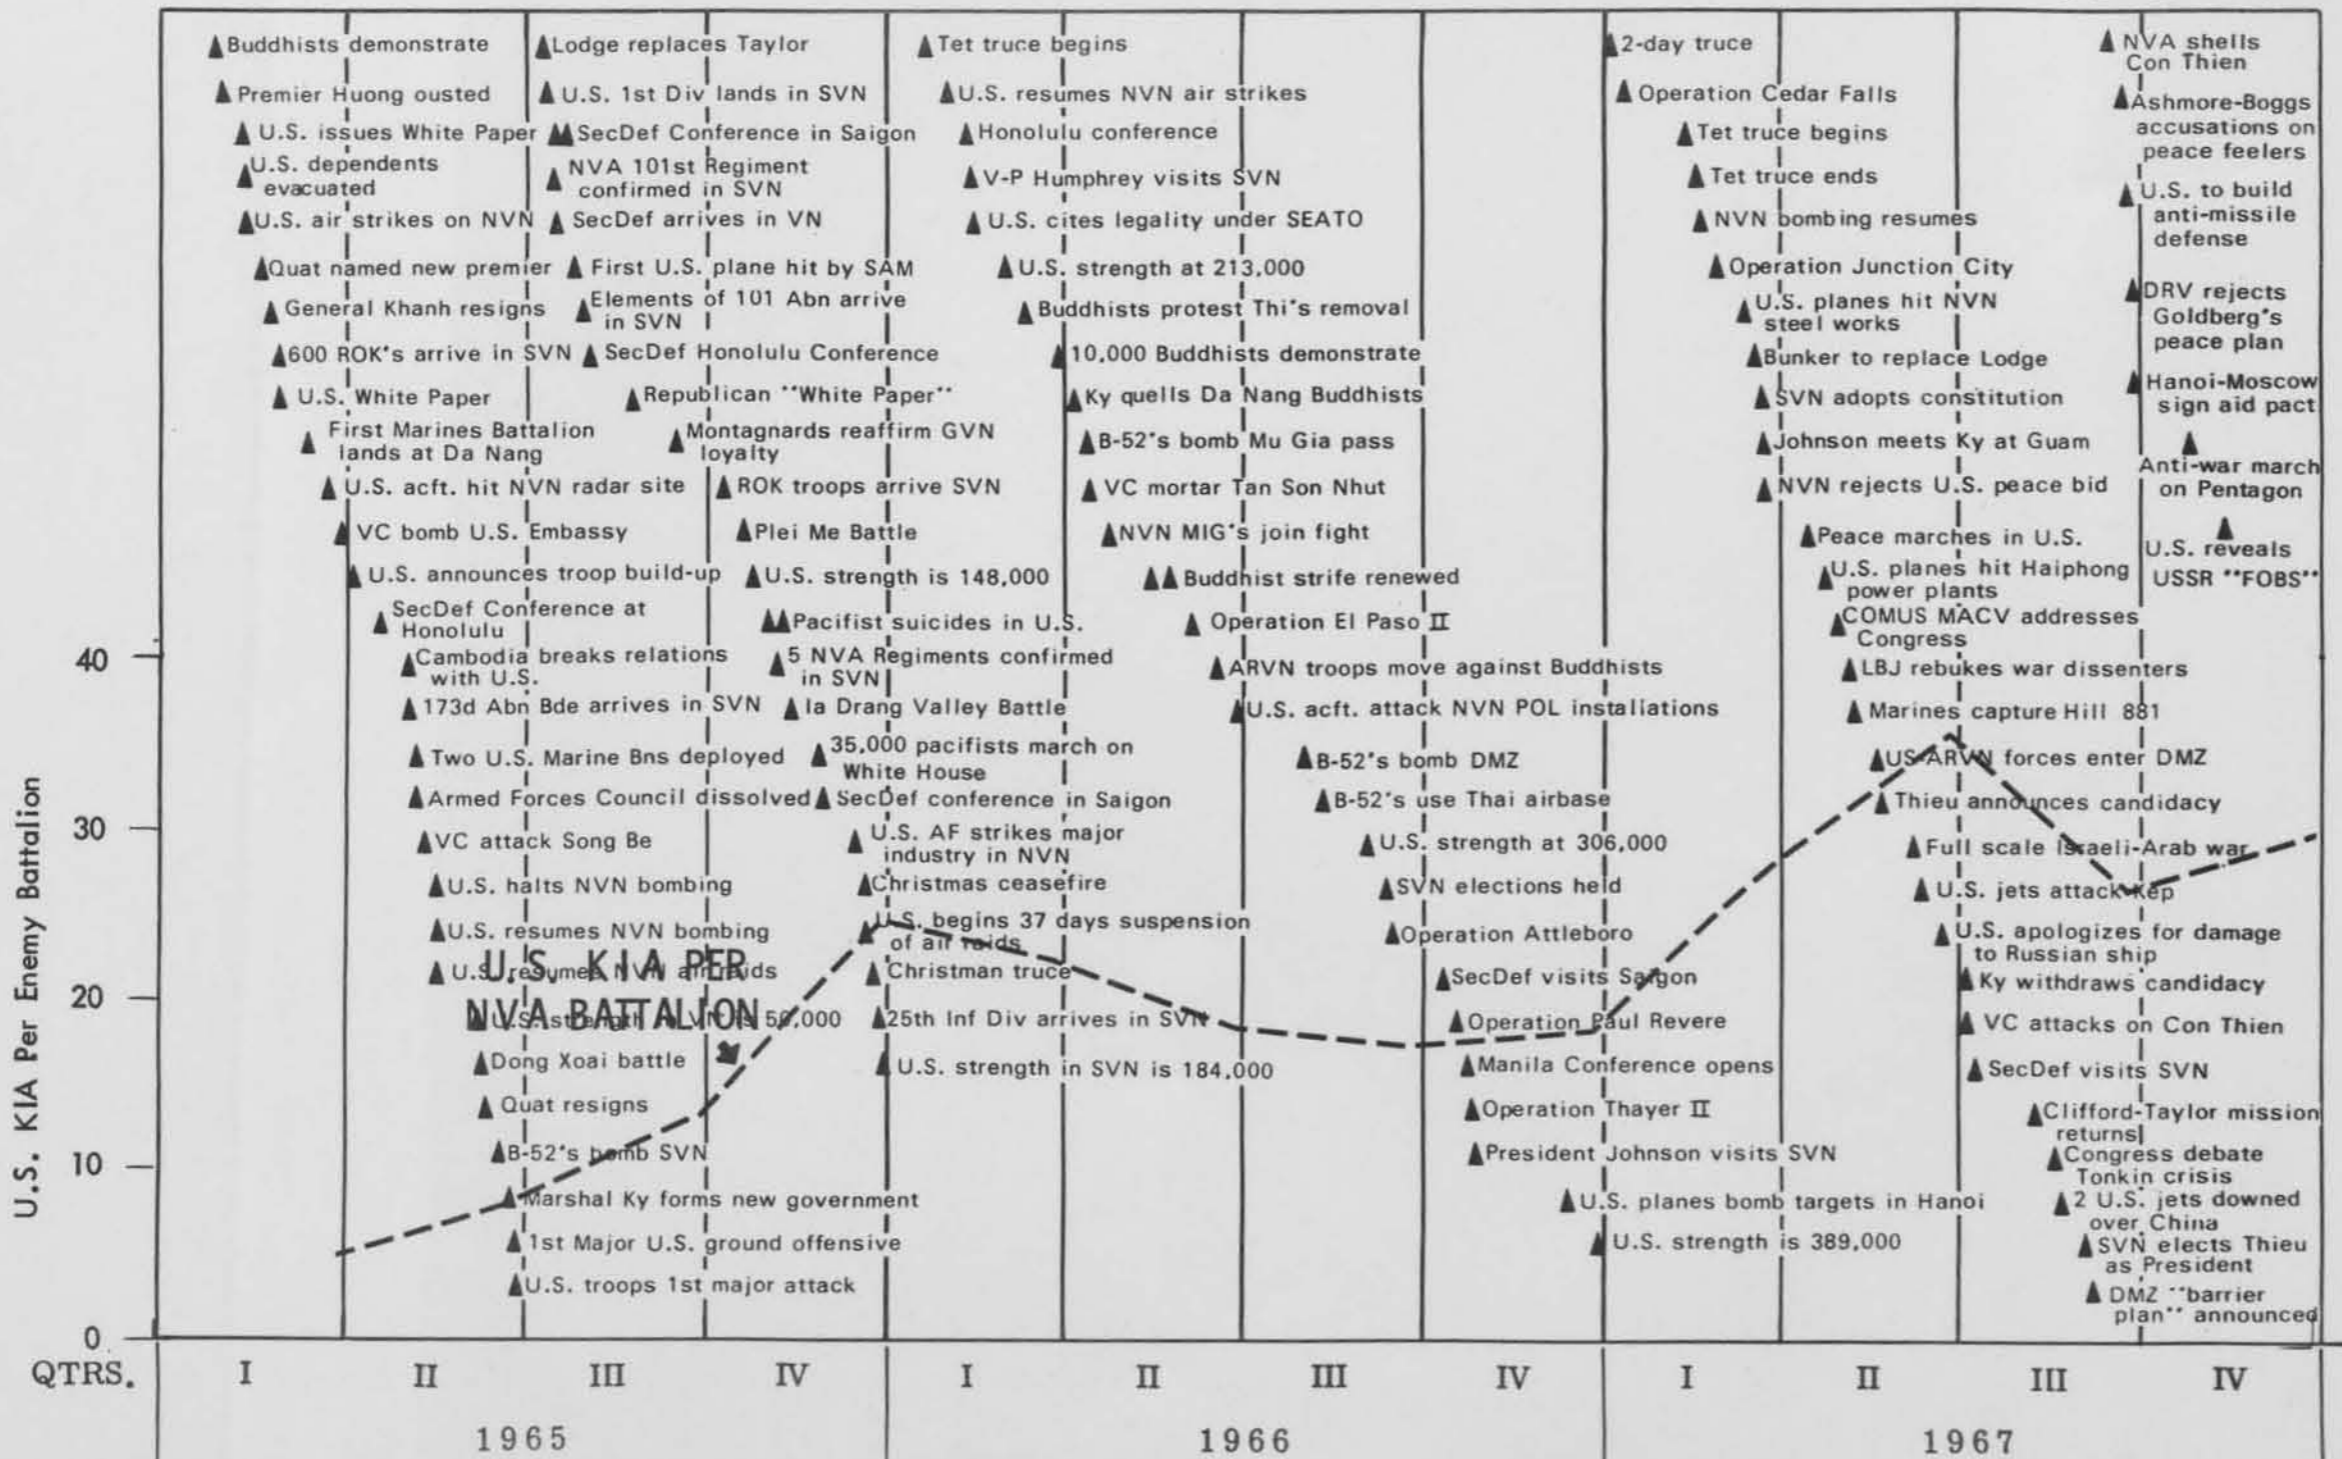 Buddhists demonstrate
Premier Huong ousted
U.S. issues White Paper
U.S. dependents
evacuated
U.S. air strikes on NVN
Quat named new premier
General Khanh resigns
600 ROK's arrive in SVN
U.S. White Paper
First Marines Battalion
lands at Da Nang
U.S. acft. hit NVN radar site
VC bomb U.S. Embassy
U.S. announces troop build-up
SecDef Conference at
Honolulu
Cambodia breaks relations
with U.S.
173d Abn Bde arrives in SVN
Two U.S. Marine Bns deployed
Armed Forces Council dissolved
VC attack Song Be
U.S. halts NVN bombing
U.S. resumes NVN bombing
U.S. resumes NVN air raids
U.S. strength in VN is 50,000
Dong Xoai battle
Quat resigns
B-52's bomb SVN
Marshal Ky forms new government
1st Major U.S. ground offensive
U.S. troops 1st major attack
U.S. KIA PER
NVA BATTALION
Lodge replaces Taylor
U.S. 1st Div lands in SVN
SecDef Conference in Saigon
NVA 101st Regiment
confirmed in SVN
SecDef arrives in VN
First U.S. plane hit by SAM
Elements of 101 Abn arrive
in SVN
SecDef Honolulu Conference
Republican "White Paper"
Montagnards reaffirm GVN
loyalty
ROK troops arrive SVN
Plei Me Battle
U.S. strength is 148,000
Pacifist suicides in U.S.
5 NVA Regiments confirmed
in SVN
Ia Drang Valley Battle
35,000 pacifists march on
White House
SecDef conference in Saigon
U.S. AF strikes major
industry in NVN
Christmas ceasefire
U.S. begins 37 days suspension
of air raids
Christman truce
25th Inf Div arrives in SVN
U.S. strength in SVN is 184,000
Tet truce begins
U.S. resumes NVN air strikes
Honolulu conference
V-P Humphrey visits SVN
U.S. cites legality under SEATO
U.S. strength at 213,000
Buddhists protest Thi's removal
10,000 Buddhists demonstrate
Ky quells Da Nang Buddhists
B-52's bomb Mu Gia pass
VC mortar Tan Son Nhut
NVN MIG's join fight
Buddhist strife renewed
Operation El Paso II
ARVN troops move against Buddhists
U.S. acft. attack NVN POL installations
B-52's bomb DMZ
B-52's use Thai airbase
U.S. strength at 306,000
SVN elections held
Operation Attleboro
SecDef visits Saigon
Operation Paul Revere
Manila Conference opens
Operation Thayer II
President Johnson visits SVN
U.S. planes bomb targets in Hanoi
U.S. strength is 389,000
2-day truce
Operation Cedar Falls
Tet truce begins
Tet truce ends
NVN bombing resumes
Operation Junction City
U.S. planes hit NVN
steel works
Bunker to replace Lodge
SVN adopts constitution
Johnson meets Ky at Guam
NVN rejects U.S. peace bid
Peace marches in U.S.
U.S. planes hit Haiphong
power plants
COMUS MACV addresses
Congress
LBJ rebukes war dissenters
Marines capture Hill 881
US-ARVN forces enter DMZ
Thieu announces candidacy
Full scale Israeli-Arab war
U.S. jets attack Kep
U.S. apologizes for damage
to Russian ship
Ky withdraws candidacy
VC attacks on Con Thien
SecDef visits SVN
Clifford-Taylor mission
returns
Congress debate
Tonkin crisis
2 U.S. jets downed
over China
SVN elects Thieu
as President
DMZ "barrier
plan" announced
NVA shells
Con Thien
Ashmore-Boggs
accusations on
peace feelers
U.S. to build
anti-missile
defense
DRV rejects
Goldberg's
peace plan
Hanoi-Moscow
sign aid pact
Anti-war march
on Pentagon
U.S. reveals
USSR "FOBS"
U.S. KIA Per Enemy Battalion
40
30
20
10
0
QTRS. I II III IV I II III IV I II III IV
1965 1966 1967